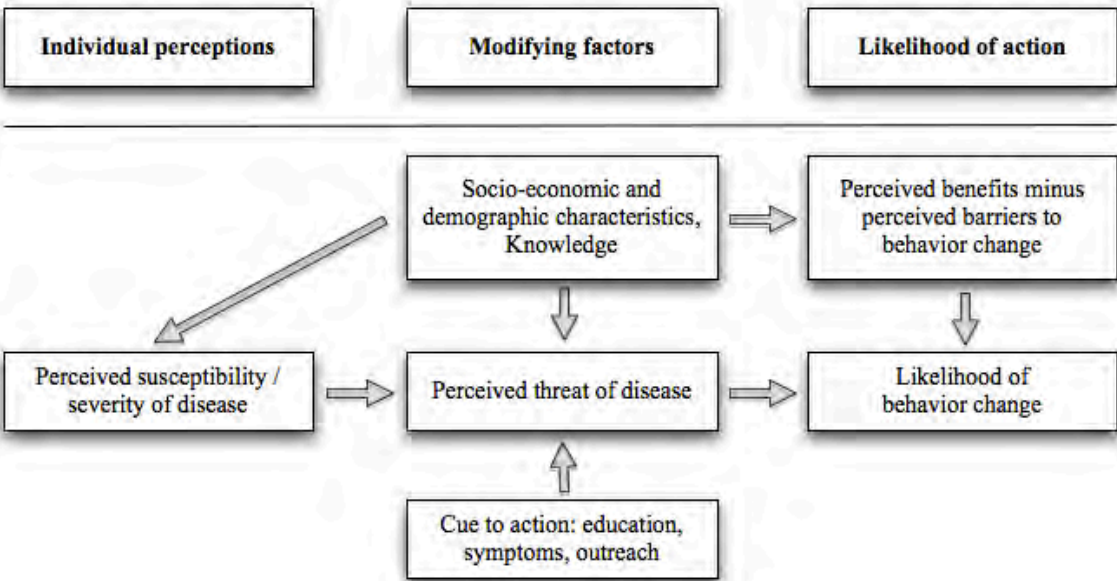 Individual perceptions
Modifying factors
Likelihood of action
Socio-economic and
demographic characteristics,
Knowledge
Perceived benefits minus
perceived barriers to
behavior change
Perceived susceptibility /
severity of disease
Perceived threat of disease
Likelihood of
behavior change
Cue to action: education,
symptoms, outreach